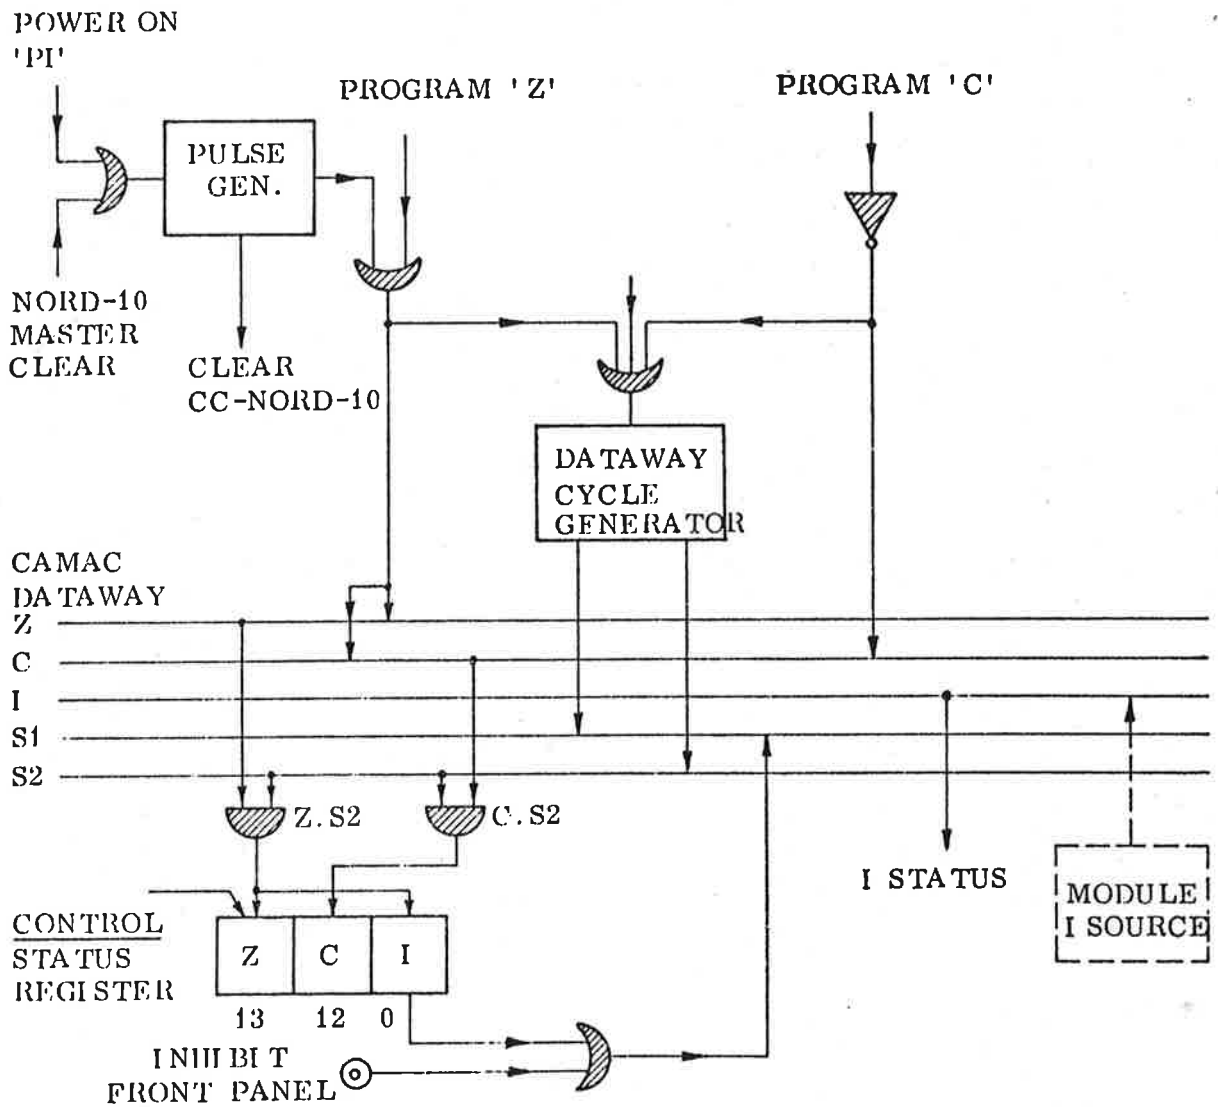 POWER ON
'PI'
PROGRAM 'Z'
PROGRAM 'C'
PULSE
GEN.
NORD-10
MASTER
CLEAR
CLEAR
CC-NORD-10
DATAWAY
CYCLE
GENERATOR
CAMAC
DATAWAY
Z
C
I
S1
S2
Z.S2
C.S2
I STATUS
MODULE
I SOURCE
CONTROL
STATUS
REGISTER
Z C I
13 12 0
INHIBIT
FRONT PANEL